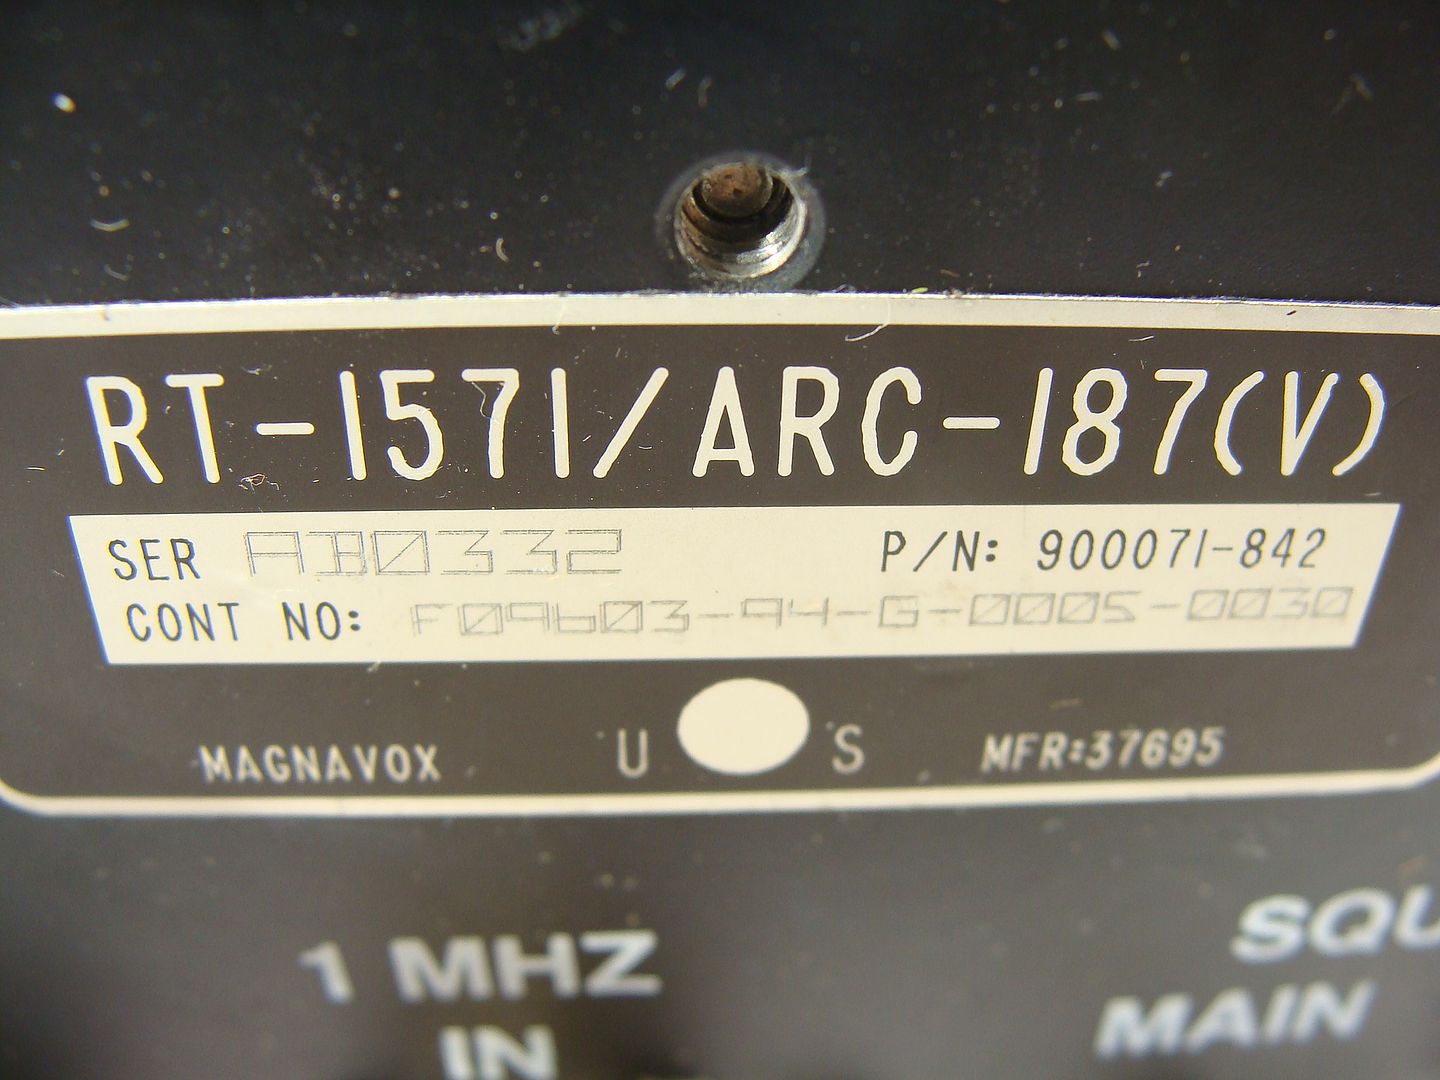 RT-1571/ARC-187(V)
SER AB0332 P/N: 900071-842
CONT NO: F09603-94-G-0005-0030
MAGNAVOX U S MFR:37695
1 MHZ
IN
SQU
MAIN